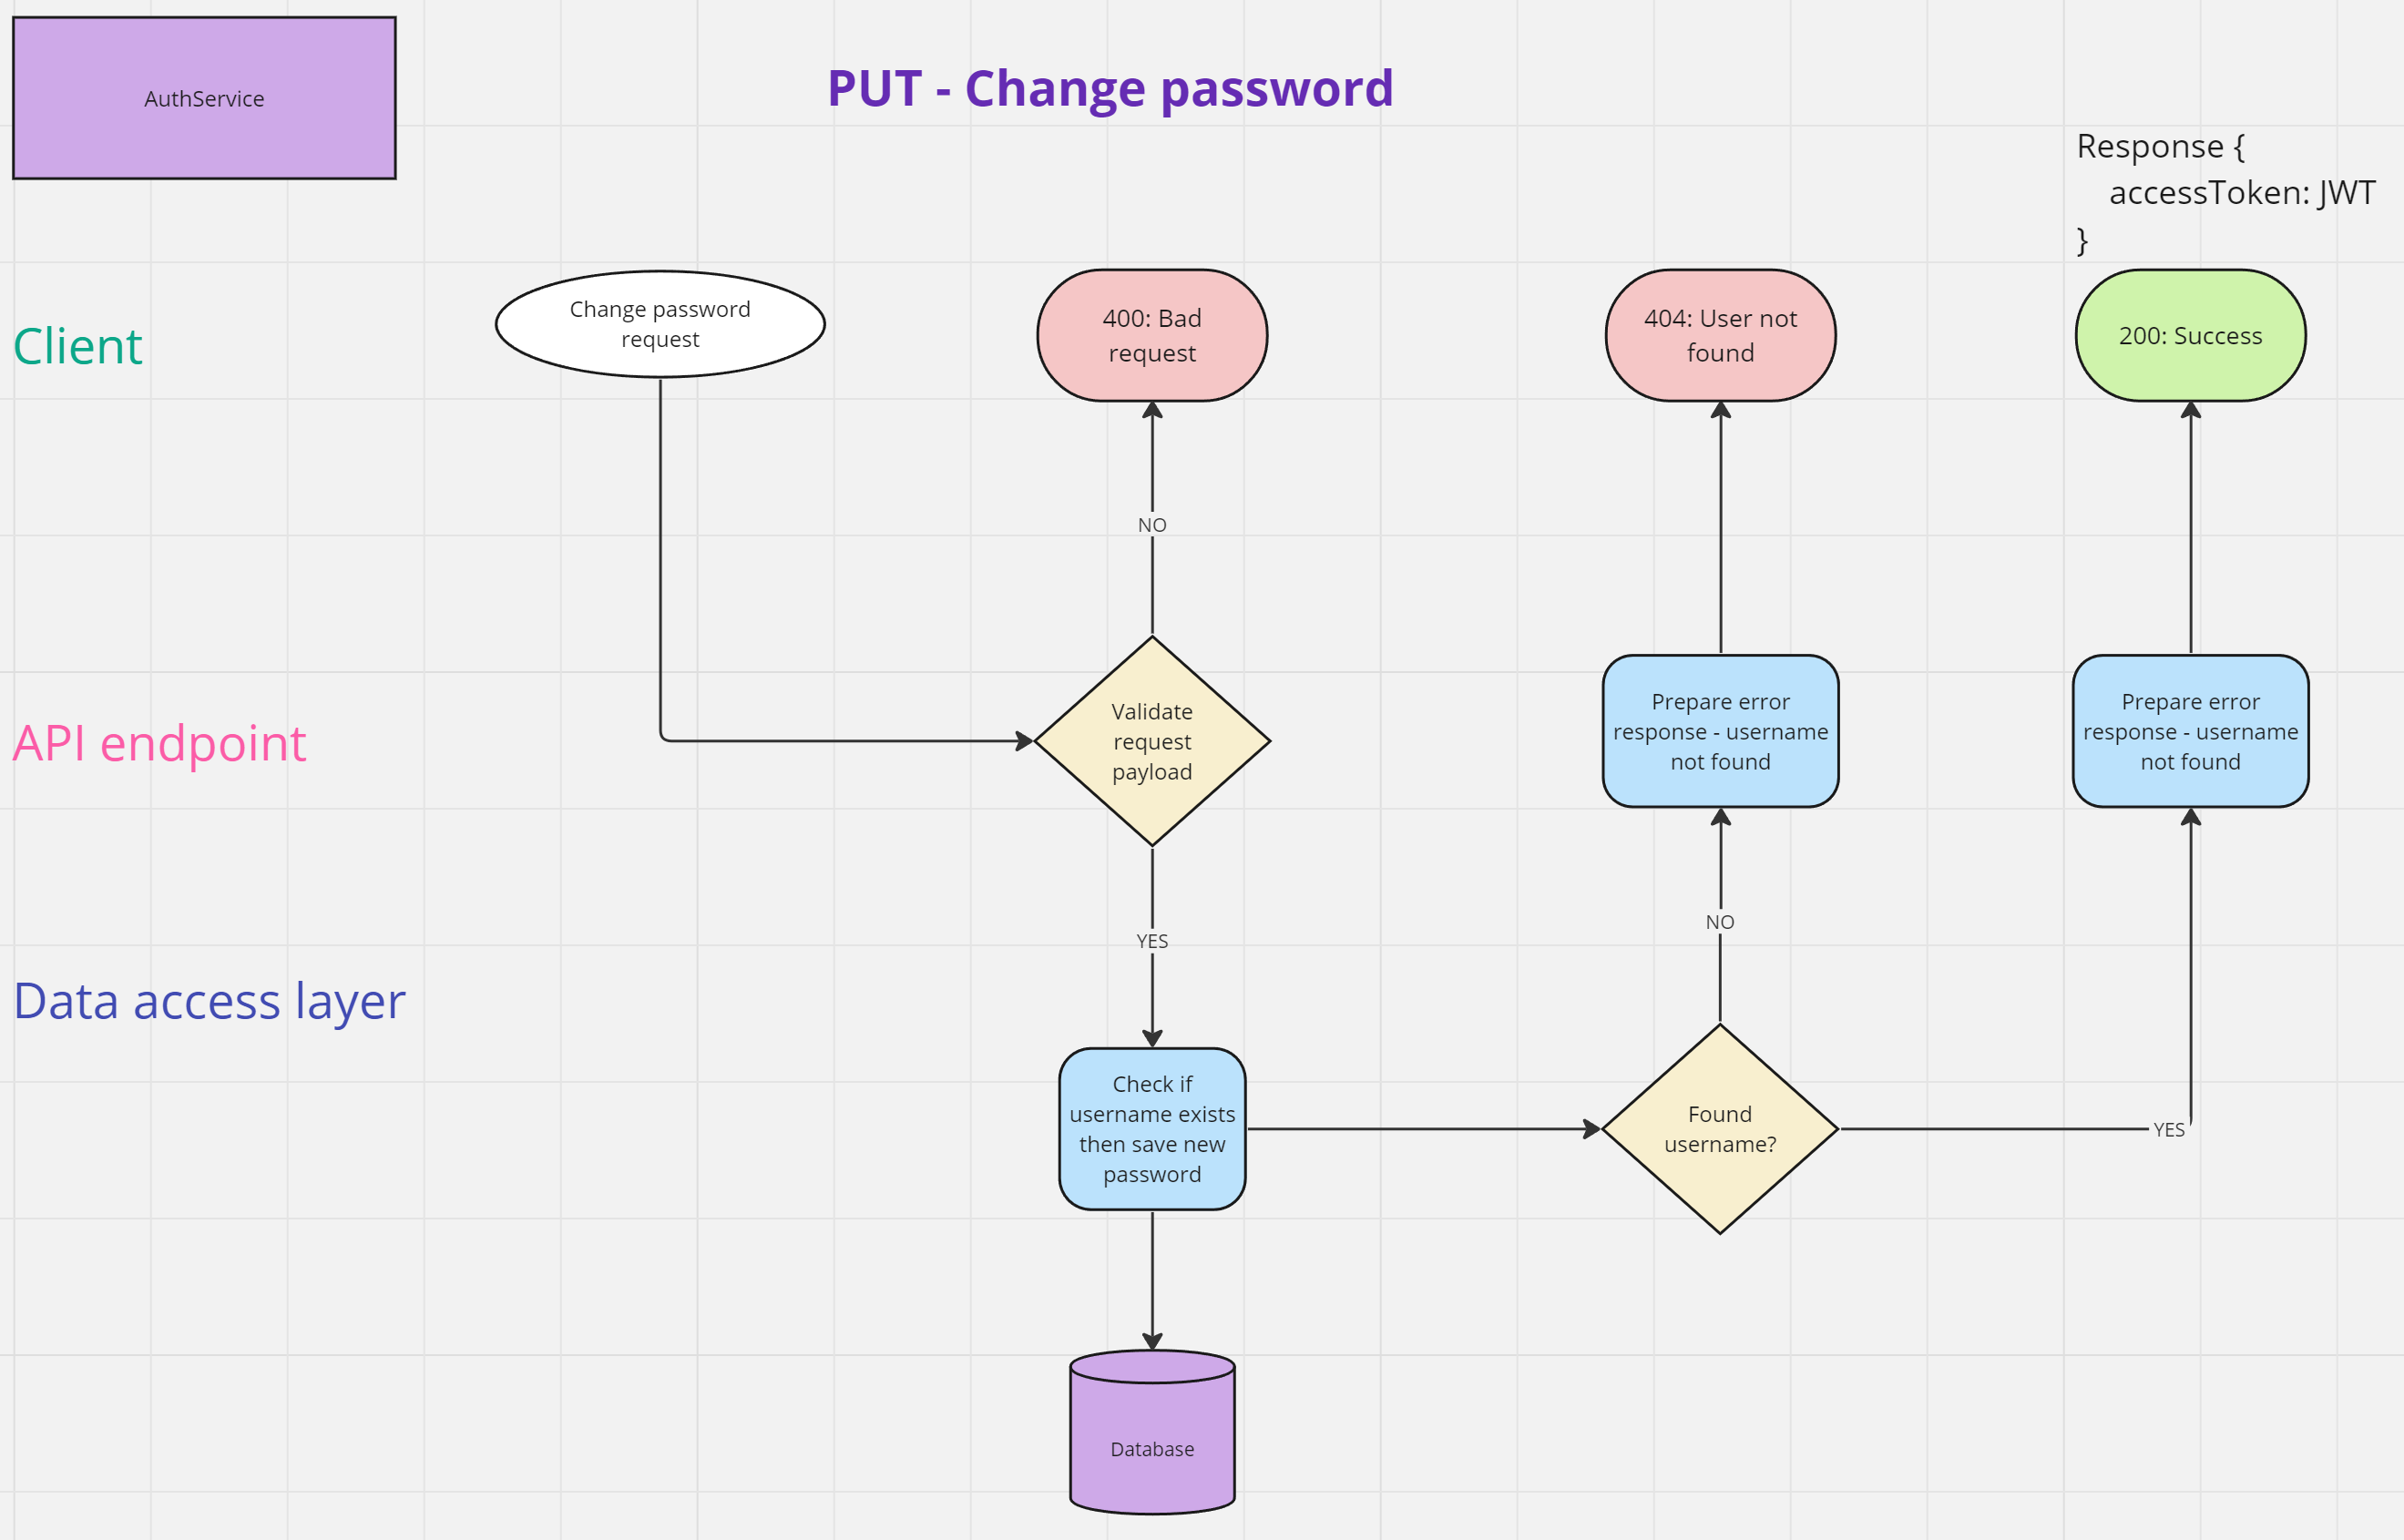 AuthService
PUT - Change password
Response {
accessToken: JWT
}
Client
Change password
request
400: Bad
request
404: User not
found
200: Success
NO
API endpoint
Validate
request
payload
Prepare error
response - username
not found
Prepare error
response - username
not found
YES
NO
Data access layer
Check if
username exists
then save new
password
Found
username?
YES
Database